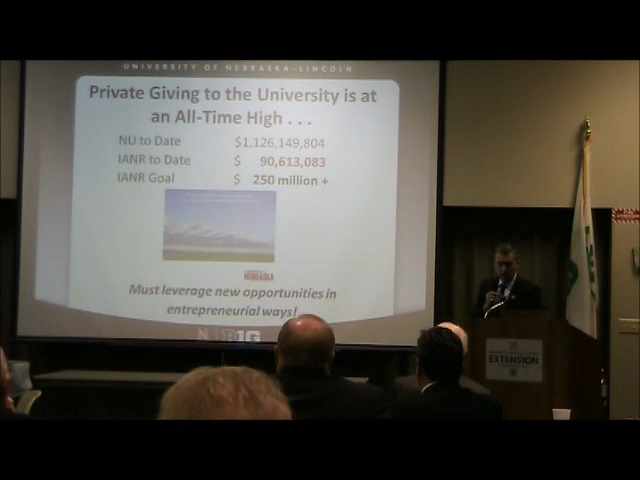 UNIVERSITY OF NEBRASKA–LINCOLN
Private Giving to the University is at
an All-Time High . . .
NU to Date $1,126,149,804
IANR to Date $ 90,613,083
IANR Goal $ 250 million +
NEBRASKA
Must leverage new opportunities in
entrepreneurial ways!
EXTENSION